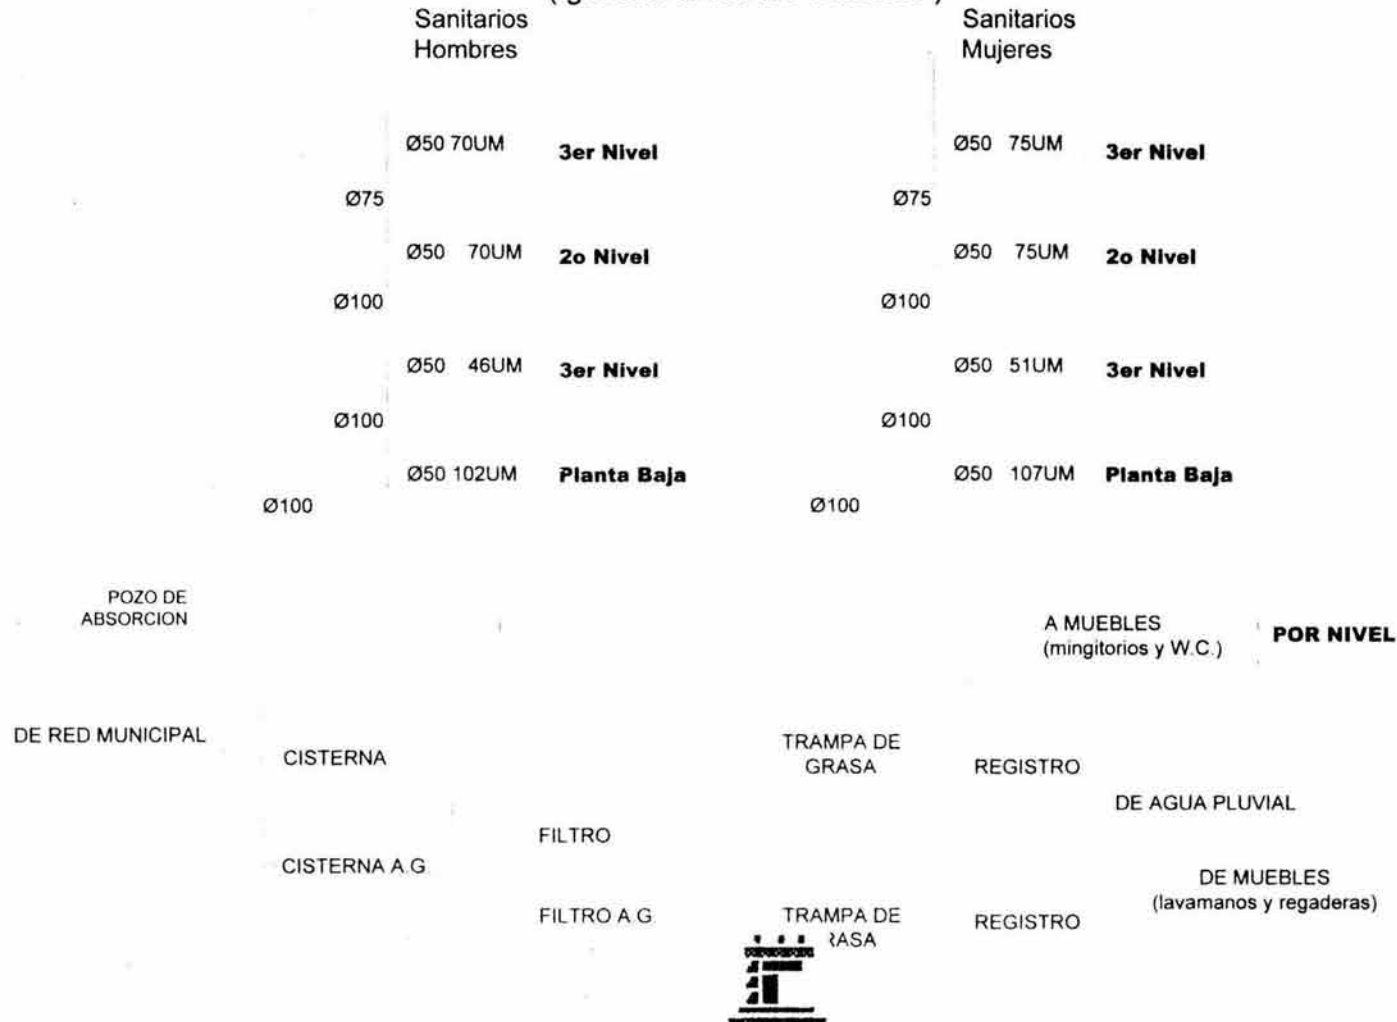 Sanitarios
Hombres
Sanitarios
Mujeres
Ø50 70UM 3er Nivel
Ø50 75UM 3er Nivel
Ø75
Ø75
Ø50 70UM 2o Nivel
Ø50 75UM 2o Nivel
Ø100
Ø100
Ø50 46UM 3er Nivel
Ø50 51UM 3er Nivel
Ø100
Ø100
Ø50 102UM Planta Baja
Ø50 107UM Planta Baja
Ø100
Ø100
POZO DE
ABSORCION
A MUEBLES
(mingitorios y W.C.)
POR NIVEL
DE RED MUNICIPAL
CISTERNA
TRAMPA DE
GRASA
REGISTRO
DE AGUA PLUVIAL
FILTRO
CISTERNA A.G.
DE MUEBLES
(lavamanos y regaderas)
FILTRO A.G.
TRAMPA DE
RASA
REGISTRO